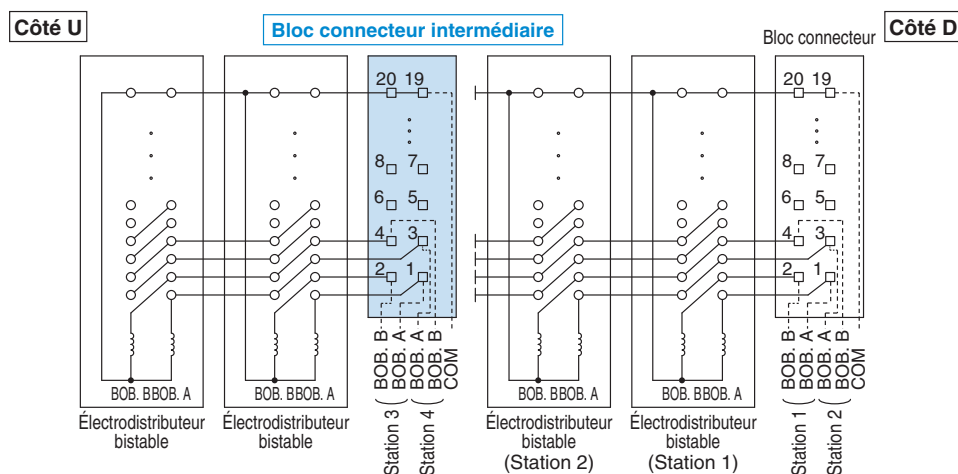 Côté U
Bloc connecteur intermédiaire
Côté D
Bloc connecteur
20 19
8 7
6 5
4 3
2 1
20 19
8 7
6 5
4 3
2 1
BOB. B BOB. A
BOB. B BOB. A
BOB. B
BOB. A
BOB. A
BOB. B
COM
BOB. B BOB. A
BOB. B BOB. A
BOB. B
BOB. A
BOB. A
BOB. B
COM
Électrodistributeur
bistable
Électrodistributeur
bistable
Station 3
Station 4
Électrodistributeur
bistable
(Station 2)
Électrodistributeur
bistable
(Station 1)
Station 1
Station 2